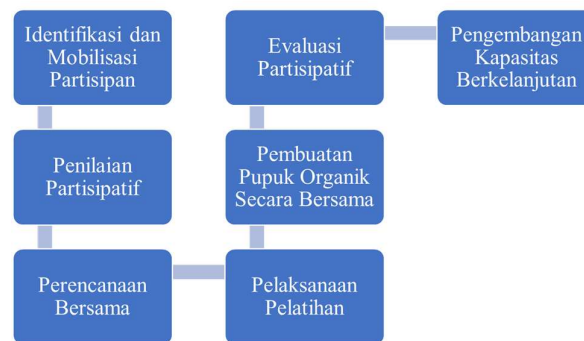 Identifikasi dan
Mobilisasi
Partisipan
Penilaian
Partisipatif
Perencanaan
Bersama
Pelaksanaan
Pelatihan
Pembuatan
Pupuk Organik
Secara Bersama
Evaluasi
Partisipatif
Pengembangan
Kapasitas
Berkelanjutan